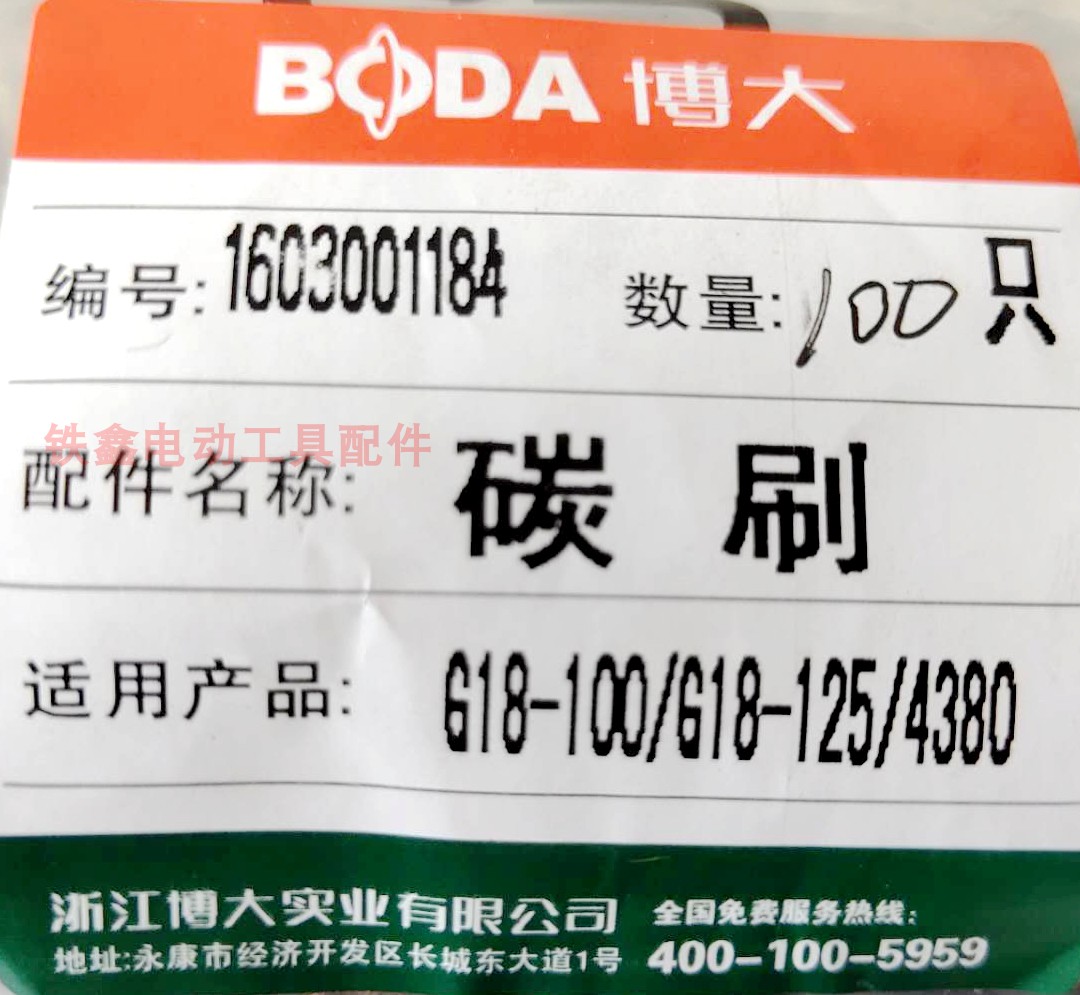 BODA 博大
编号: 1603001184 数量: 100 只
铁鑫电动工具配件
配件名称: 碳刷
适用产品: G18-100/G18-125/4380
浙江博大实业有限公司 全国免费服务热线:
地址:永康市经济开发区长城东大道1号 400-100-5959